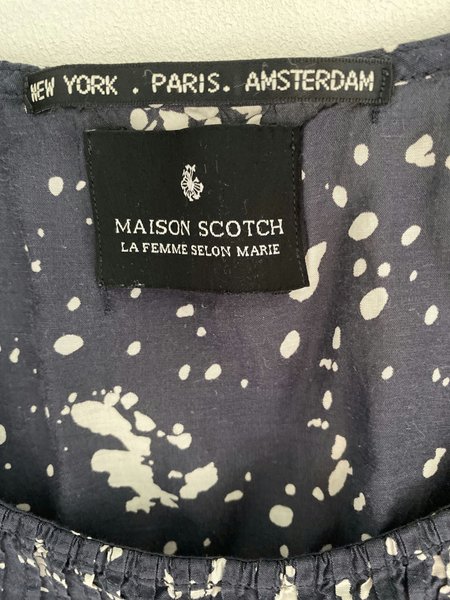 NEW YORK . PARIS. AMSTERDAM
MAISON SCOTCH
LA FEMME SELON MARIE